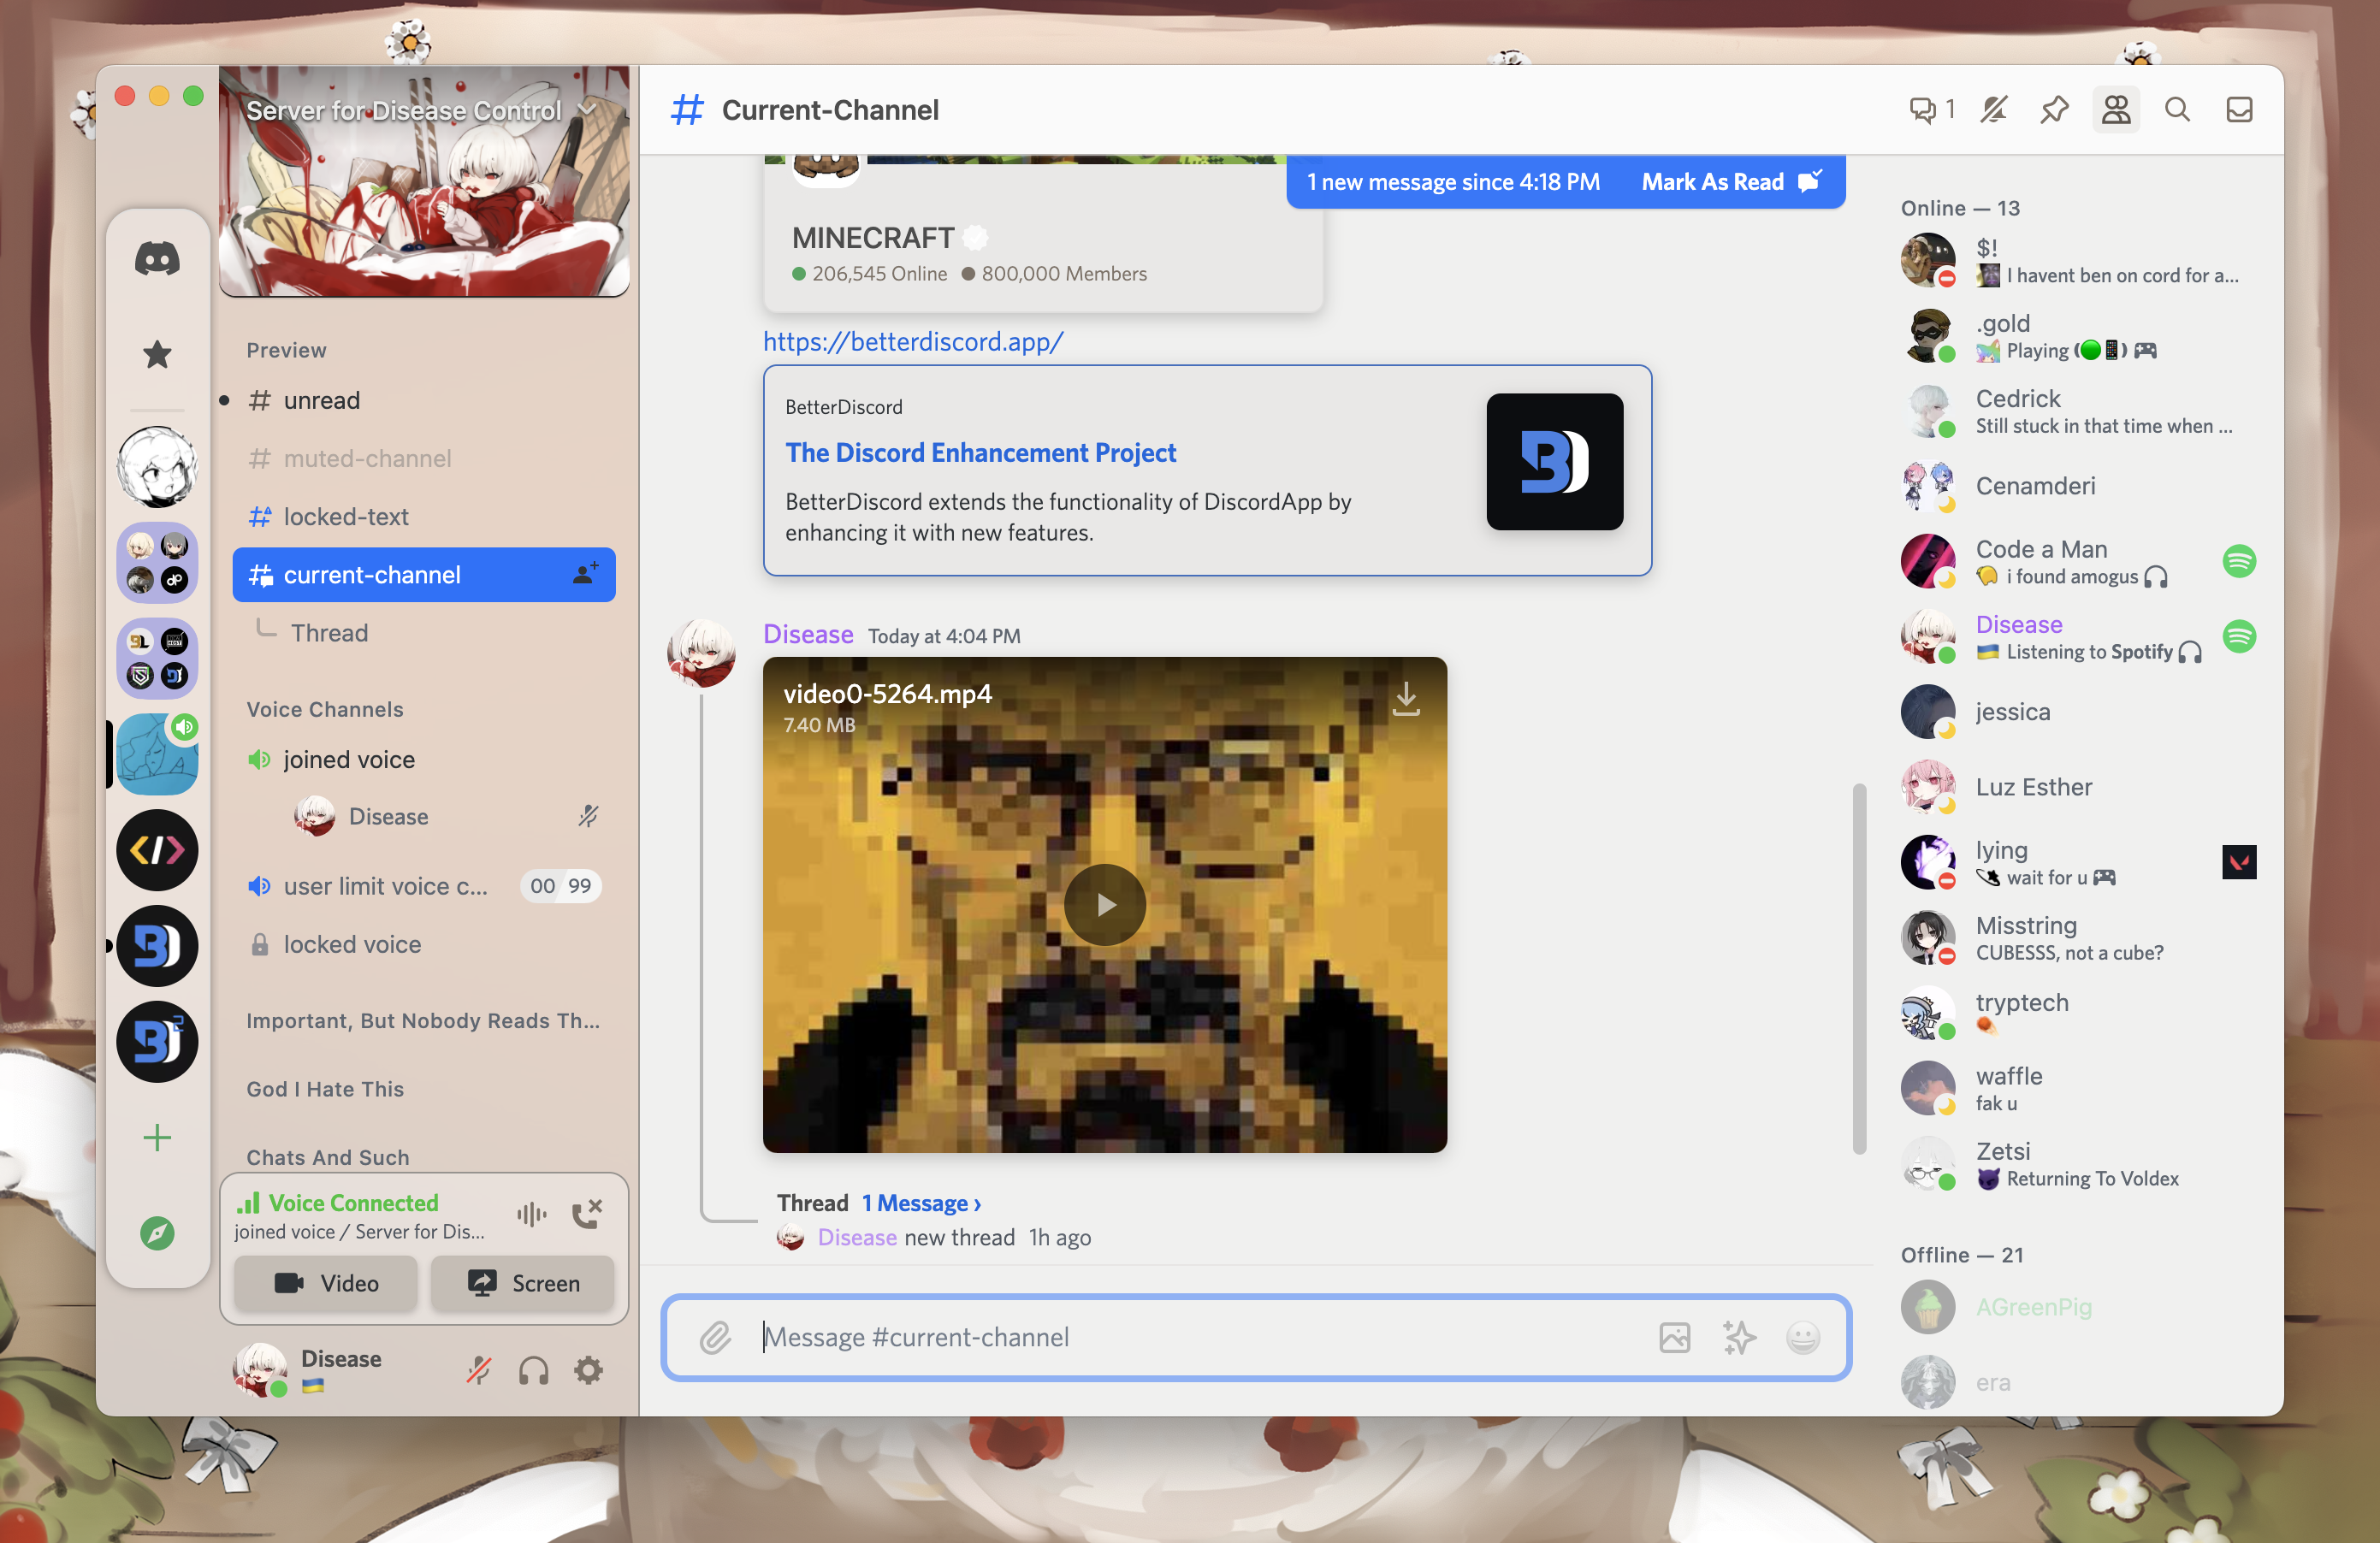 Server for Disease Control
Preview
unread
muted-channel
locked-text
current-channel
Thread
Voice Channels
joined voice
Disease
user limit voice c...
00 99
locked voice
Important, But Nobody Reads Th...
God I Hate This
Chats And Such
Voice Connected
joined voice / Server for Dis...
Video
Screen
Disease
# Current-Channel
1
1 new message since 4:18 PM
Mark As Read
MINECRAFT
206,545 Online
800,000 Members
https://betterdiscord.app/
BetterDiscord
The Discord Enhancement Project
BetterDiscord extends the functionality of DiscordApp by
enhancing it with new features.
Disease Today at 4:04 PM
video0-5264.mp4
7.40 MB
Thread 1 Message ›
Disease new thread 1h ago
Message #current-channel
Online — 13
$!
I havent ben on cord for a...
.gold
Playing (🟢📱) 🎮
Cedrick
Still stuck in that time when ...
Cenamderi
Code a Man
i found amogus
Disease
Listening to Spotify
jessica
Luz Esther
lying
wait for u
Misstring
CUBESSS, not a cube?
tryptech
waffle
fak u
Zetsi
Returning To Voldex
Offline — 21
AGreenPig
era